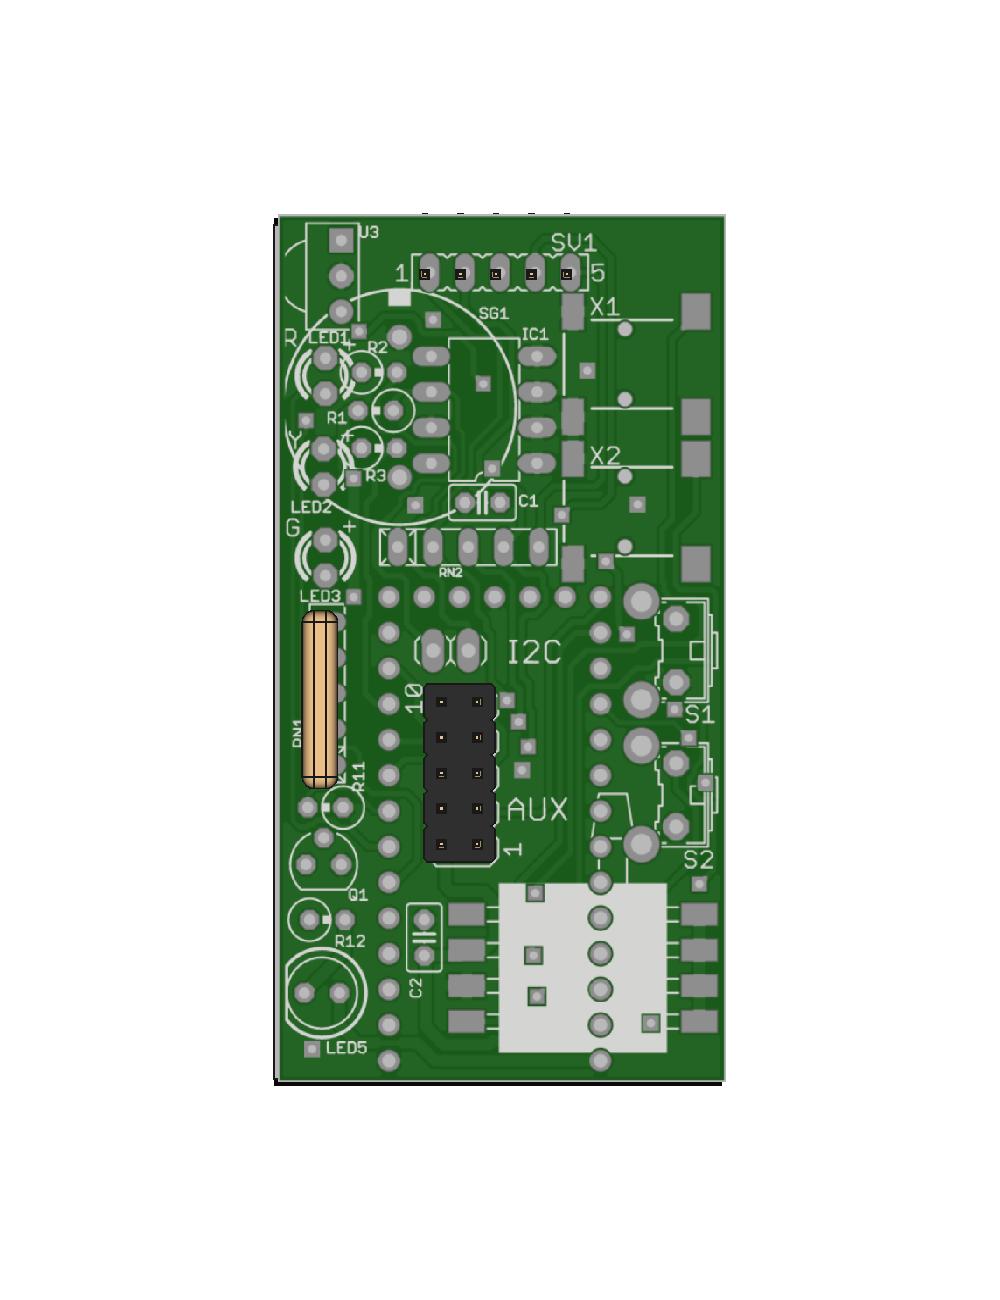 U3
SV1
1
5
X1
SG1
R
LED1
+
IC1
R2
R1
Y
+
X2
R3
C1
LED2
G
+
RN2
LED3
I2C
10
S1
RN1
R11
AUX
1
S2
Q1
R12
C2
LED5